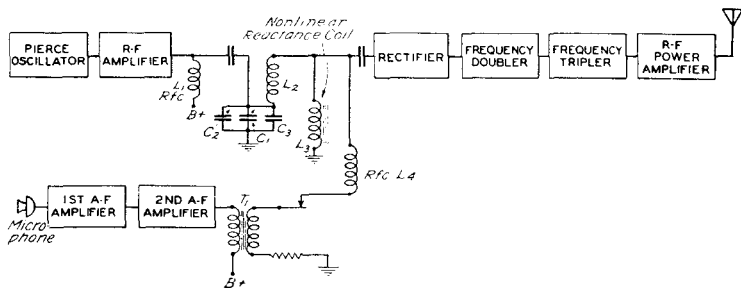 Nonlinear
Reactance Coil
PIERCE
OSCILLATOR
R-F
AMPLIFIER
L₁
Rfc
B+
L₂
C₂
C₁
C₃
L₃
RECTIFIER
FREQUENCY
DOUBLER
FREQUENCY
TRIPLER
R-F
POWER
AMPLIFIER
Rfc L₄
Micro-
phone
1ST A-F
AMPLIFIER
2ND A-F
AMPLIFIER
T₁
B+